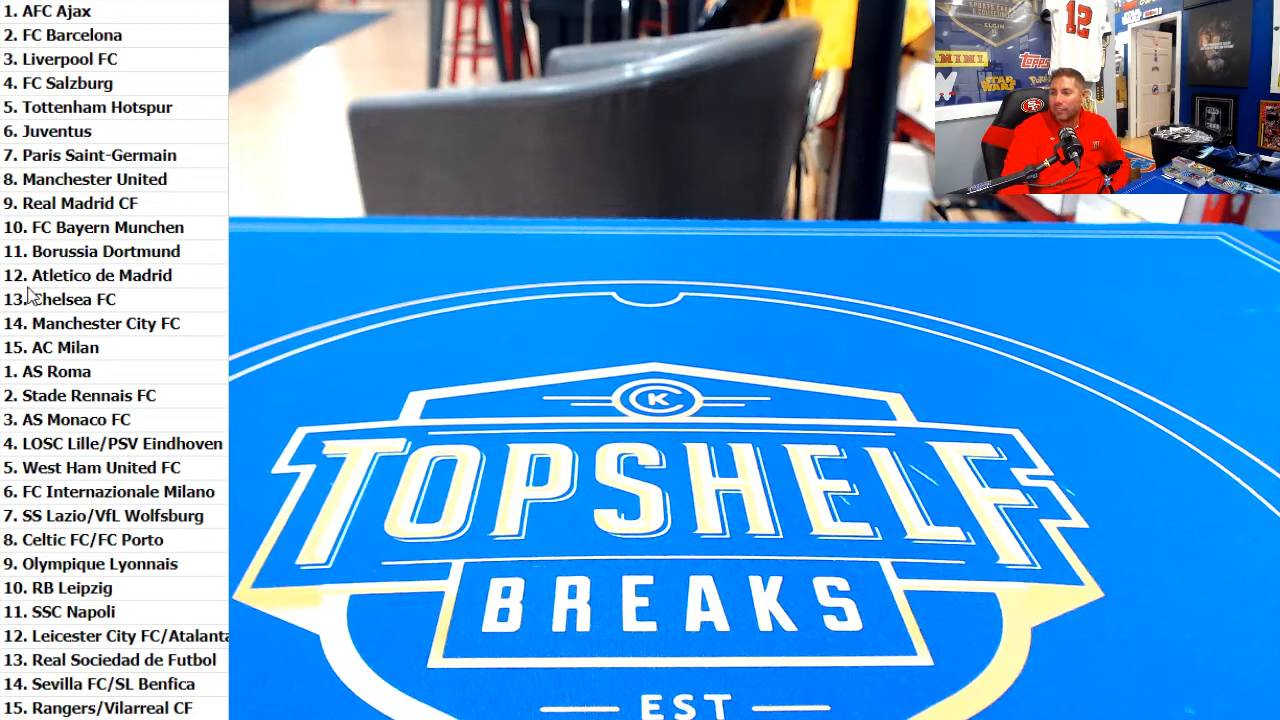 1. AFC Ajax
2. FC Barcelona
3. Liverpool FC
4. FC Salzburg
5. Tottenham Hotspur
6. Juventus
7. Paris Saint-Germain
8. Manchester United
9. Real Madrid CF
10. FC Bayern Munchen
11. Borussia Dortmund
12. Atletico de Madrid
13. Chelsea FC
14. Manchester City FC
15. AC Milan
1. AS Roma
2. Stade Rennais FC
3. AS Monaco FC
4. LOSC Lille/PSV Eindhoven
5. West Ham United FC
6. FC Internazionale Milano
7. SS Lazio/VfL Wolfsburg
8. Celtic FC/FC Porto
9. Olympique Lyonnais
10. RB Leipzig
11. SSC Napoli
12. Leicester City FC/Atalanta
13. Real Sociedad de Futbol
14. Sevilla FC/SL Benfica
15. Rangers/Vilarreal CF
CK
TOPSHELF
BREAKS
EST
ELGIN
12
topps
STAR
WARS
SF